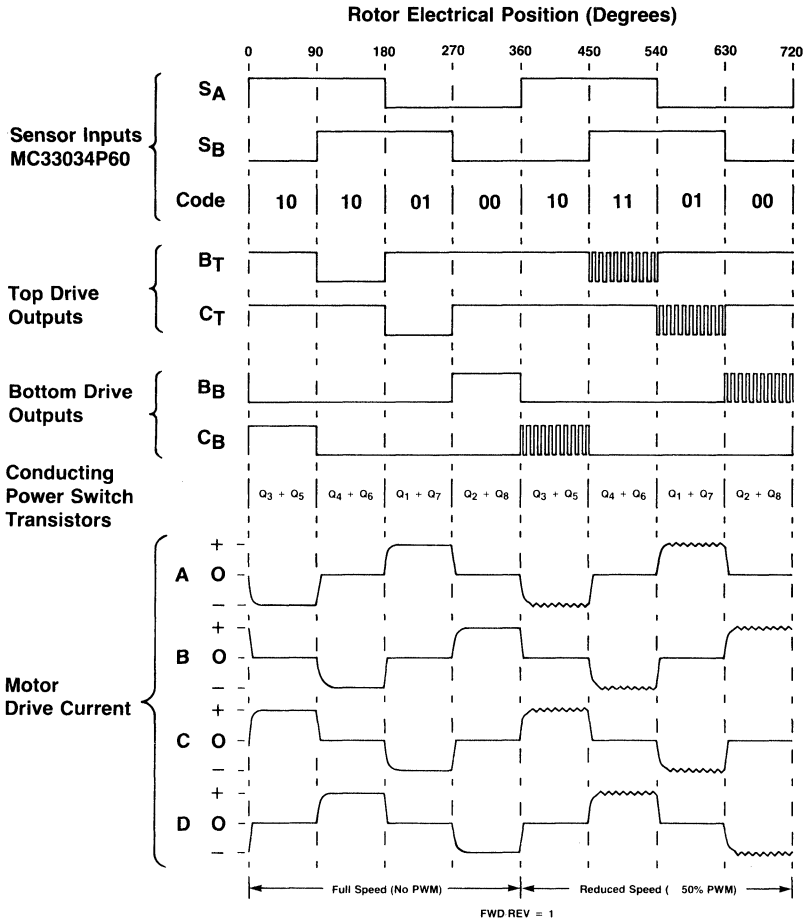 Rotor Electrical Position (Degrees)
0 90 180 270 360 450 540 630 720
Sensor Inputs
MC33034P60
SA
SB
Code 10 10 01 00 10 11 01 00
Top Drive
Outputs
BT
CT
Bottom Drive
Outputs
BB
CB
Conducting
Power Switch
Transistors
Q3 + Q5 Q4 + Q6 Q1 + Q7 Q2 + Q8 Q3 + Q5 Q4 + Q6 Q1 + Q7 Q2 + Q8
Motor
Drive Current
+
A O
−
+
B O
−
+
C O
−
+
D O
−
Full Speed (No PWM) Reduced Speed ( 50% PWM)
FWD REV = 1